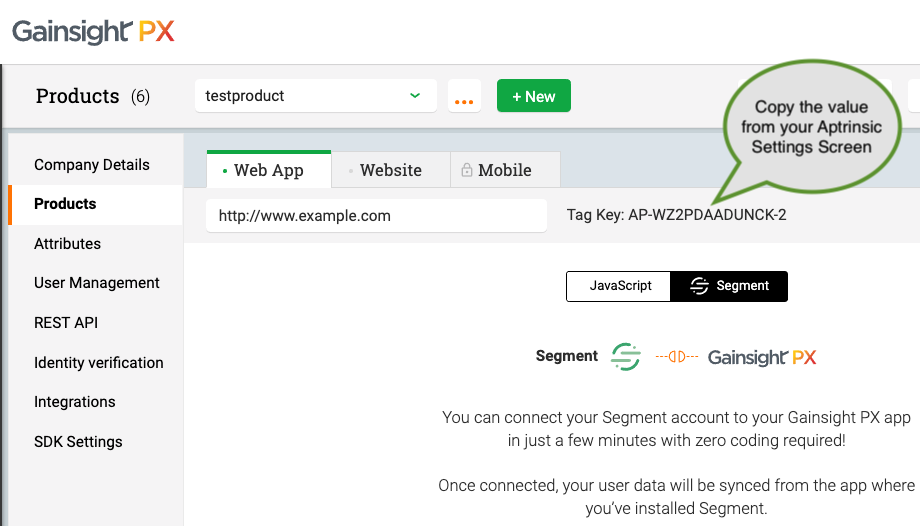 Gainsight PX
Products (6)
testproduct
...
+ New
Copy the value
from your Aptrinsic
Settings Screen
Company Details
Products
Attributes
User Management
REST API
Identity verification
Integrations
SDK Settings
Web App
Website
Mobile
http://www.example.com
Tag Key: AP-WZ2PDAADUNCK-2
JavaScript
Segment
Segment
Gainsight PX
You can connect your Segment account to your Gainsight PX app
in just a few minutes with zero coding required!
Once connected, your user data will be synced from the app where
you’ve installed Segment.